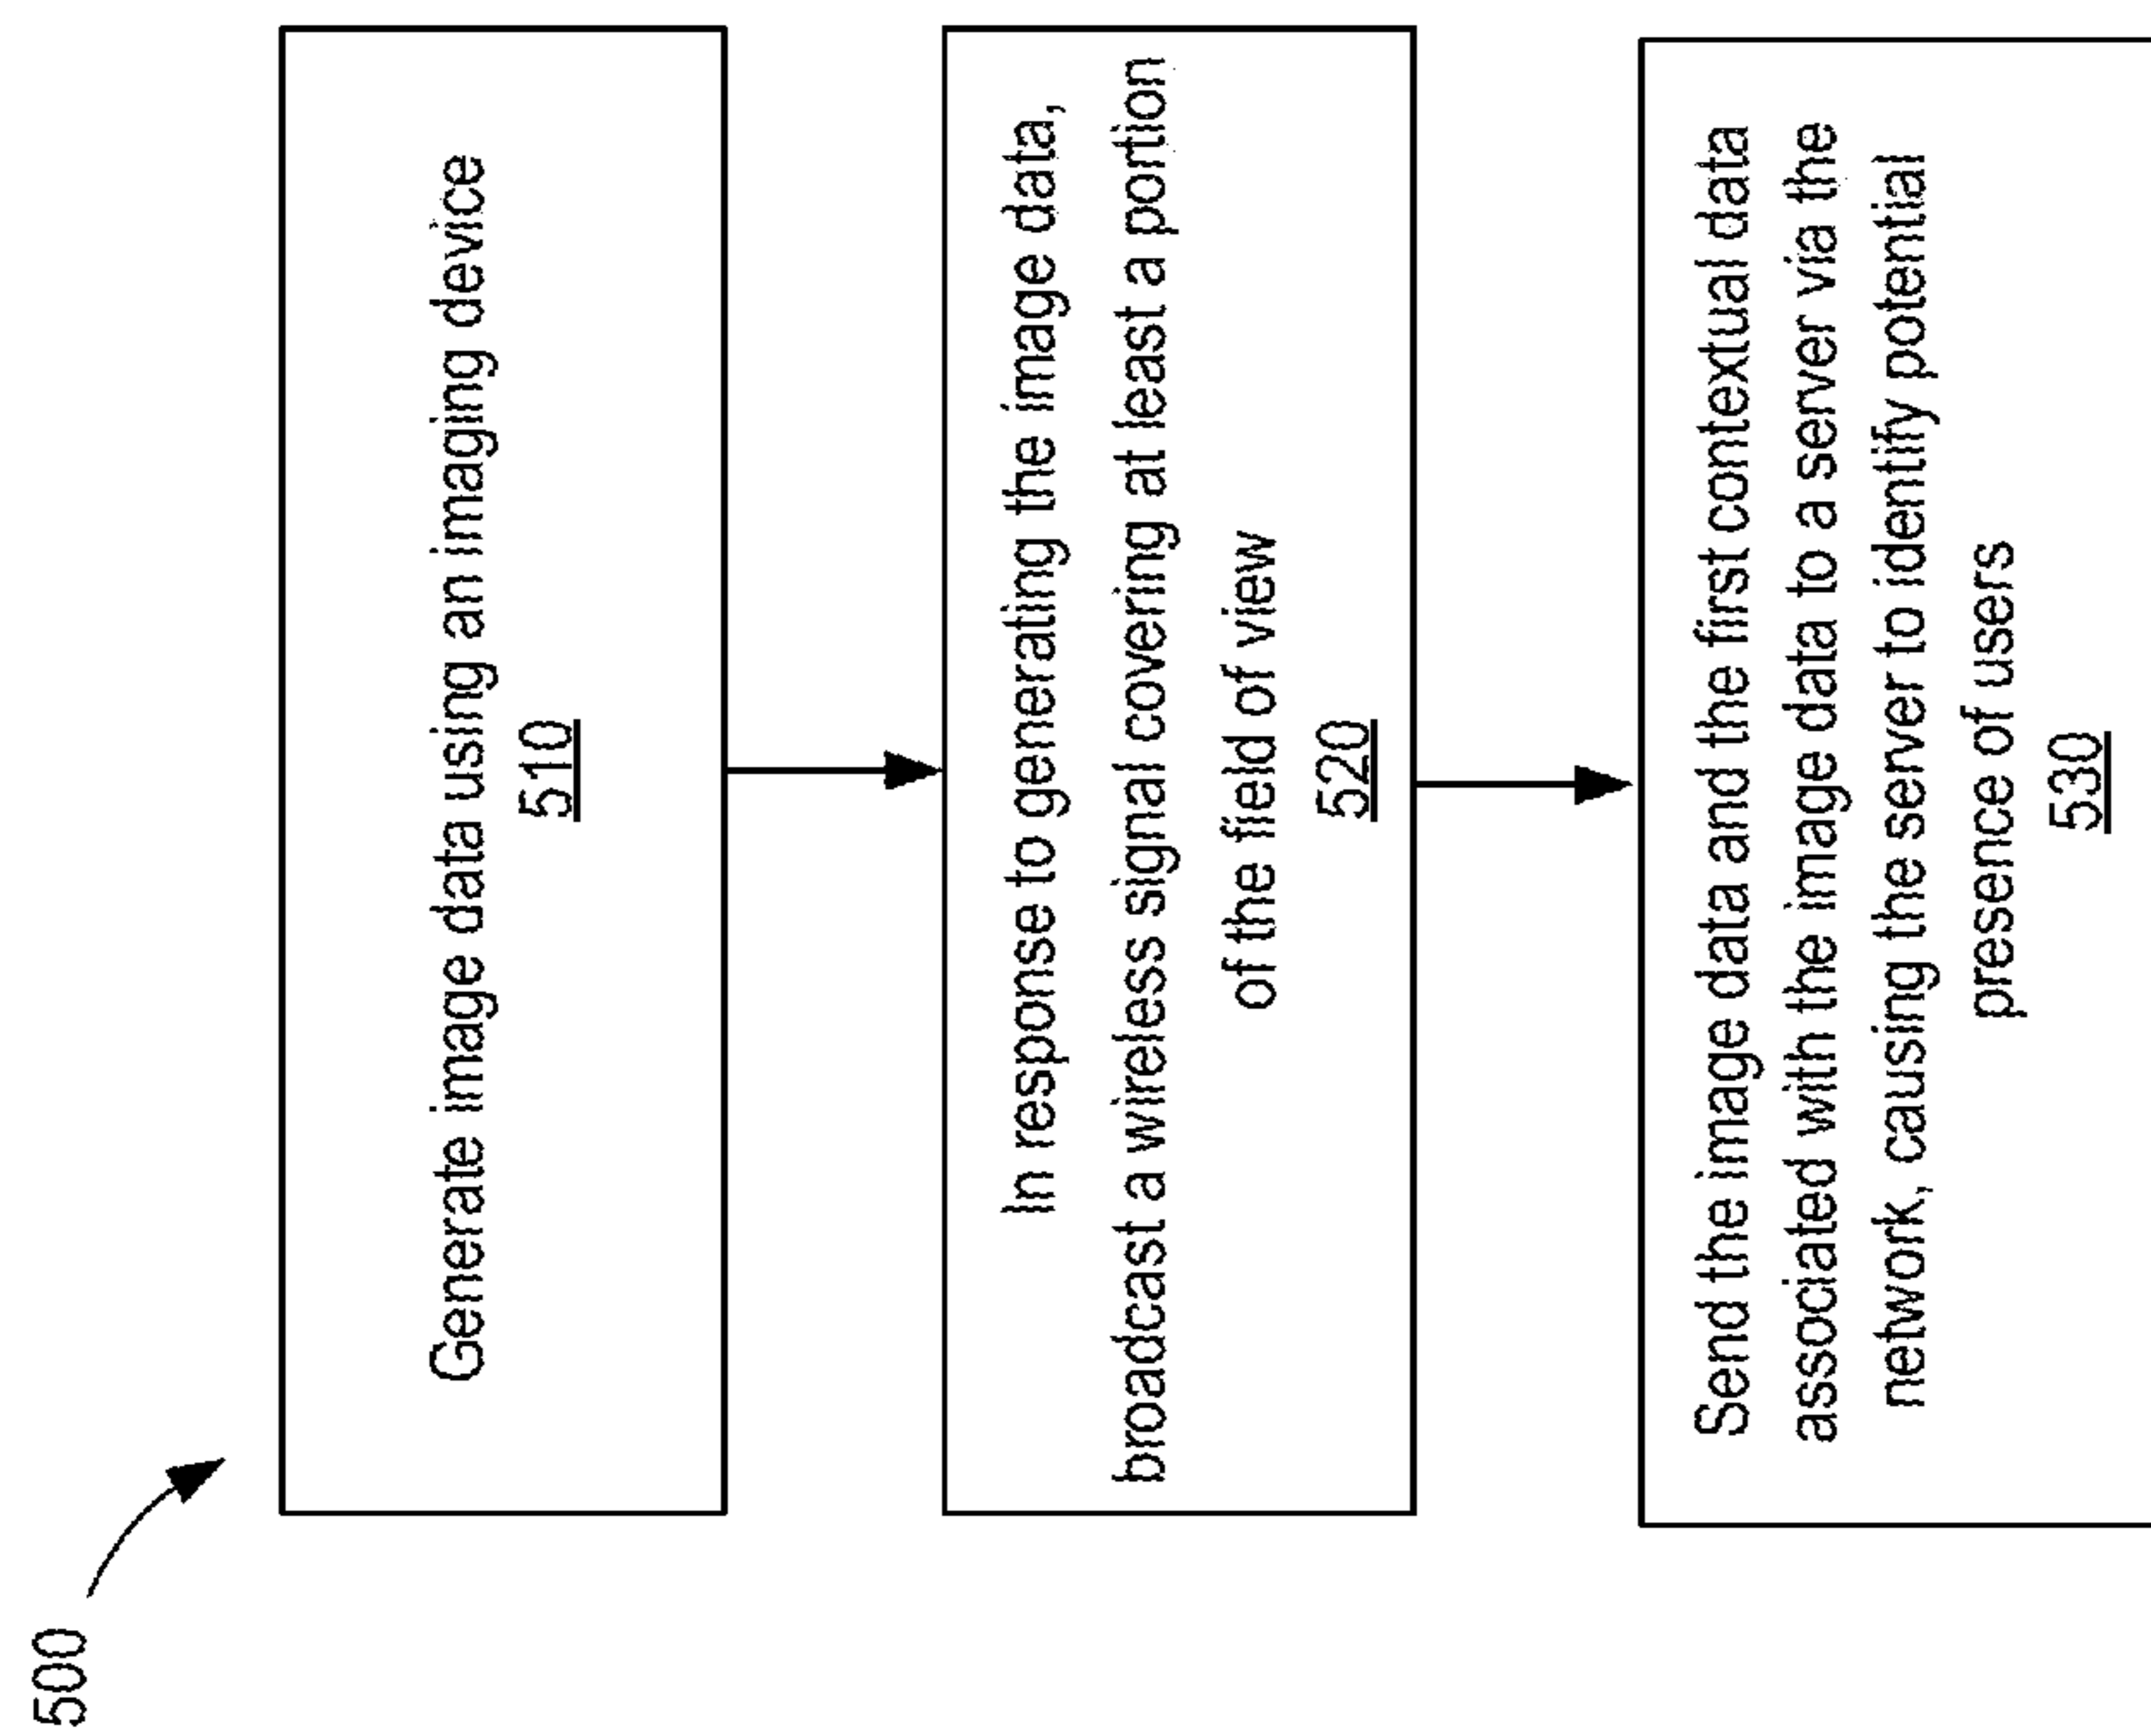 500
Generate image data using an imaging device
510
In response to generating the image data,
broadcast a wireless signal covering at least a portion
of the field of view
520
Send the image data and the first contextual data
associated with the image data to a server via the
network, causing the server to identify potential
presence of users
530